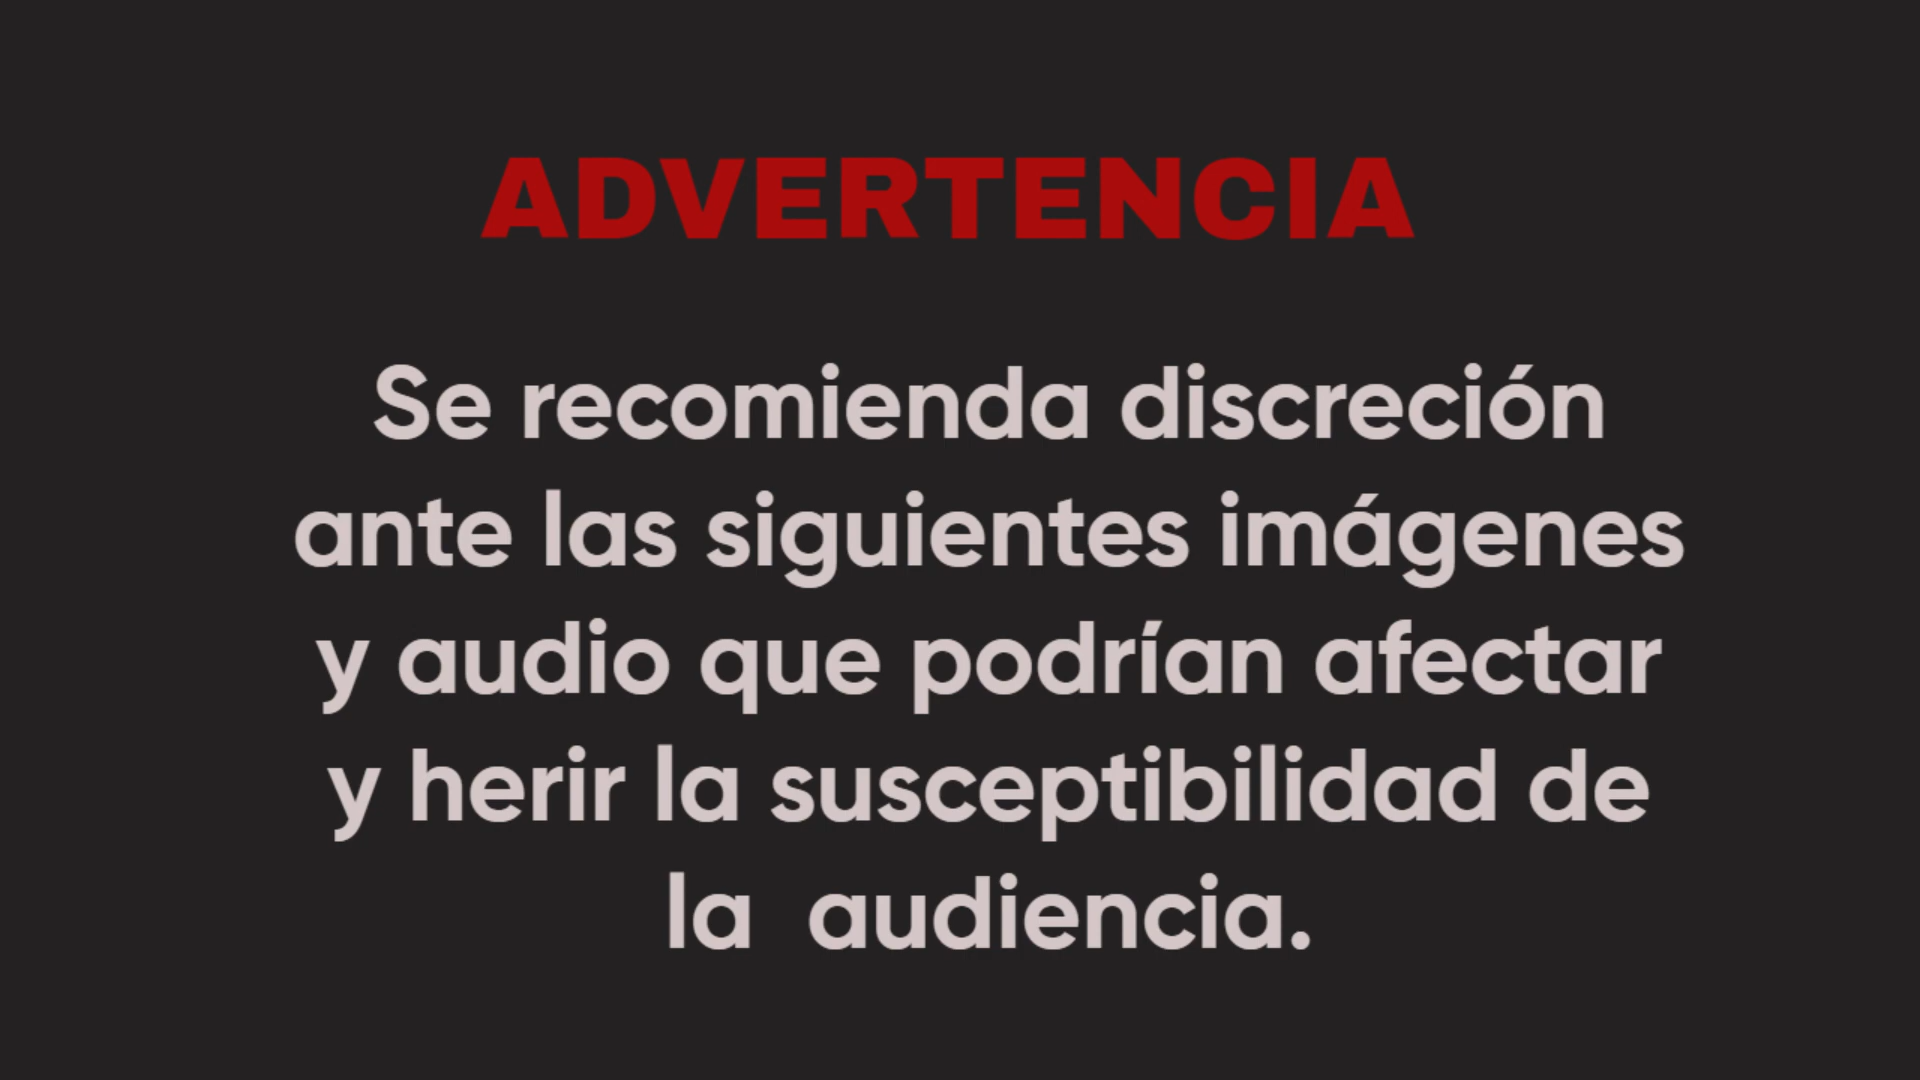 ADVERTENCIA
Se recomienda discreción
ante las siguientes imágenes
y audio que podrían afectar
y herir la susceptibilidad de
la  audiencia.